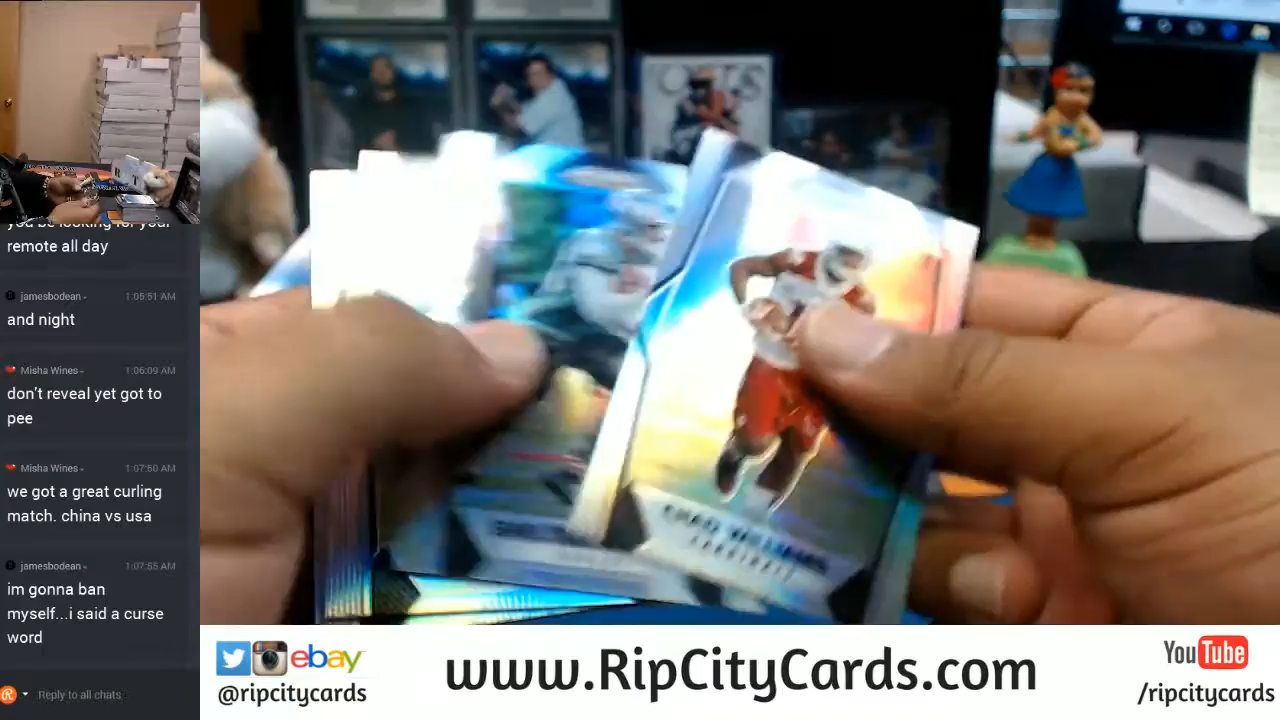 you be looking for your
remote all day
jamesbodean
1:05:51 AM
and night
Misha Wines
1:06:09 AM
don't reveal yet got to
pee
Misha Wines
1:07:50 AM
we got a great curling
match. china vs usa
jamesbodean
1:07:55 AM
im gonna ban
myself...i said a curse
word
Reply to all chats.
CHAD WILLIAMS
CARDINALS
ebay
@ripcitycards
www.RipCityCards.com
YouTube
/ripcitycards